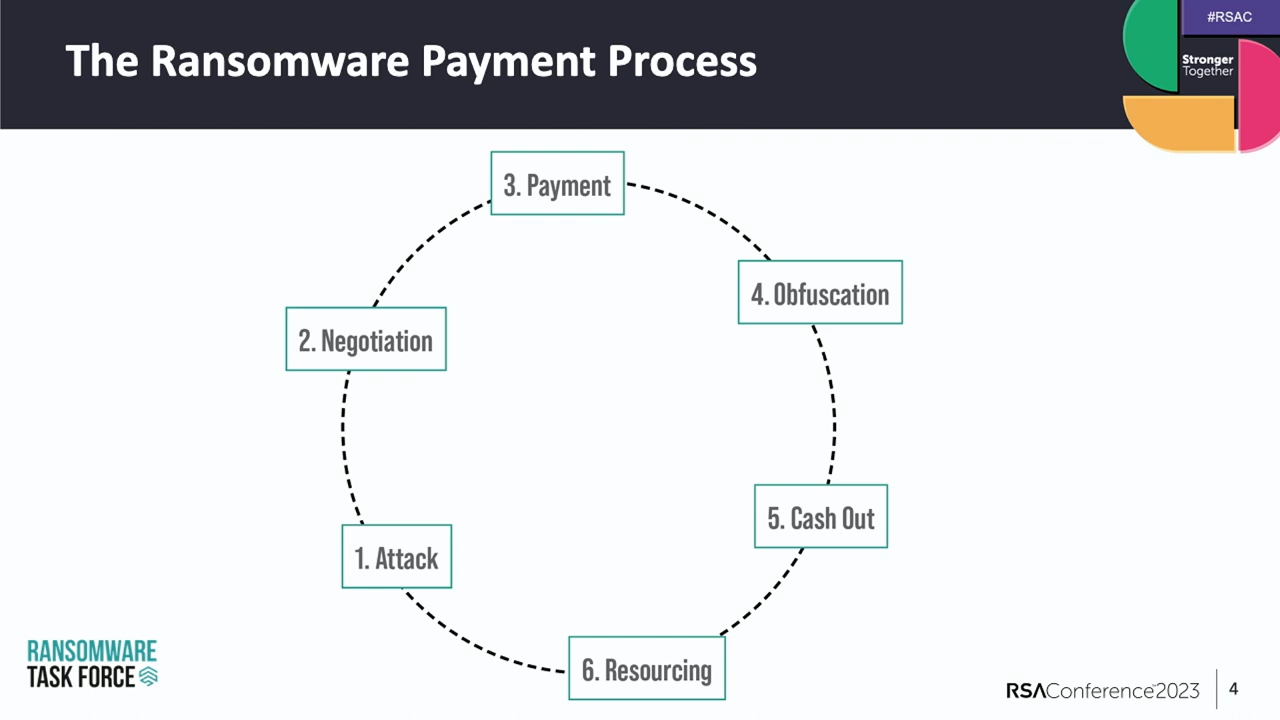 The Ransomware Payment Process
#RSAC
Stronger
Together
3. Payment
4. Obfuscation
2. Negotiation
5. Cash Out
1. Attack
6. Resourcing
RANSOMWARE
TASK FORCE
RSAConference™2023
4